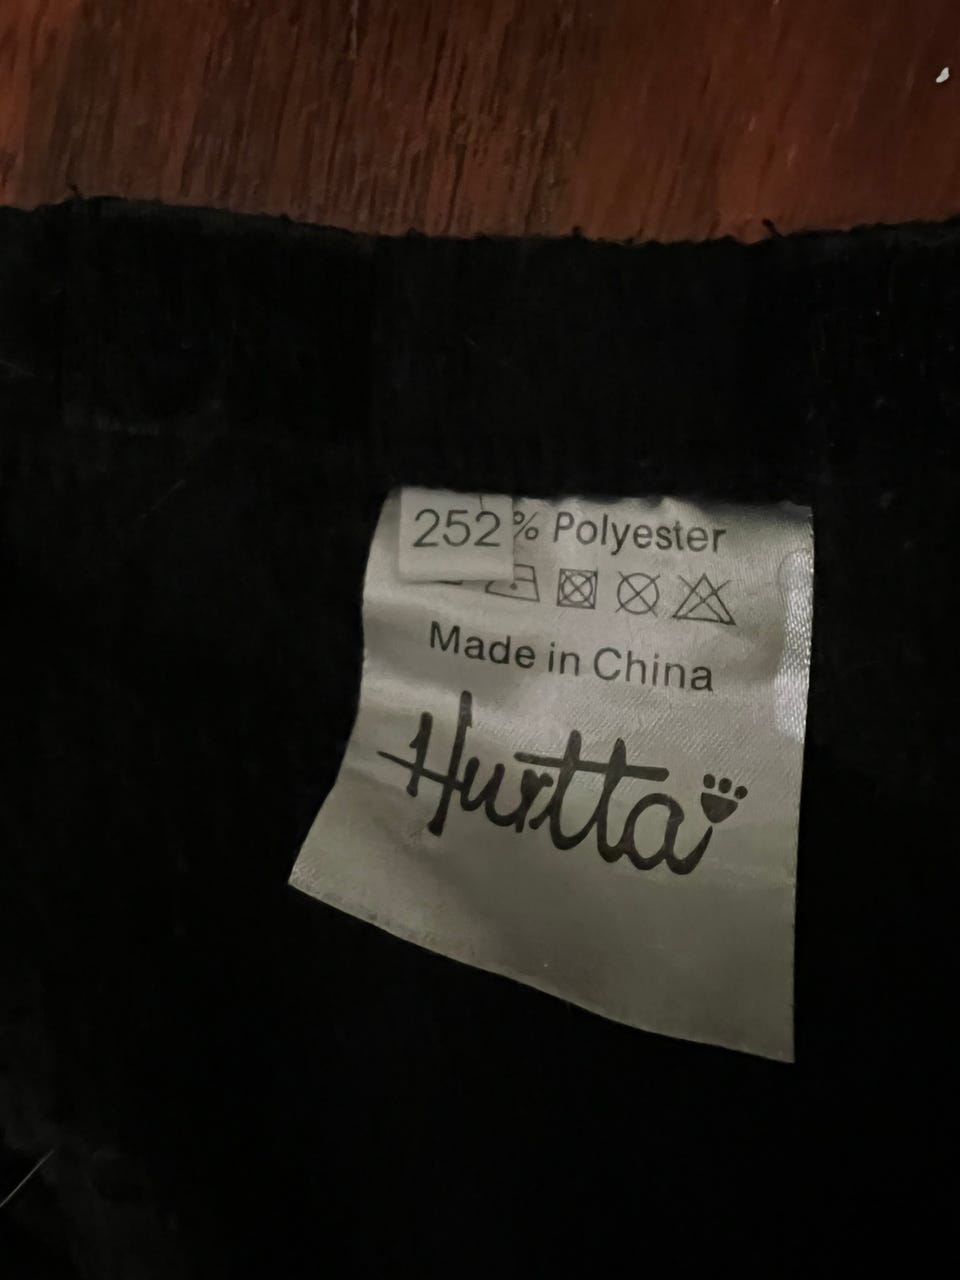 252% Polyester
Made in China
Hurtta